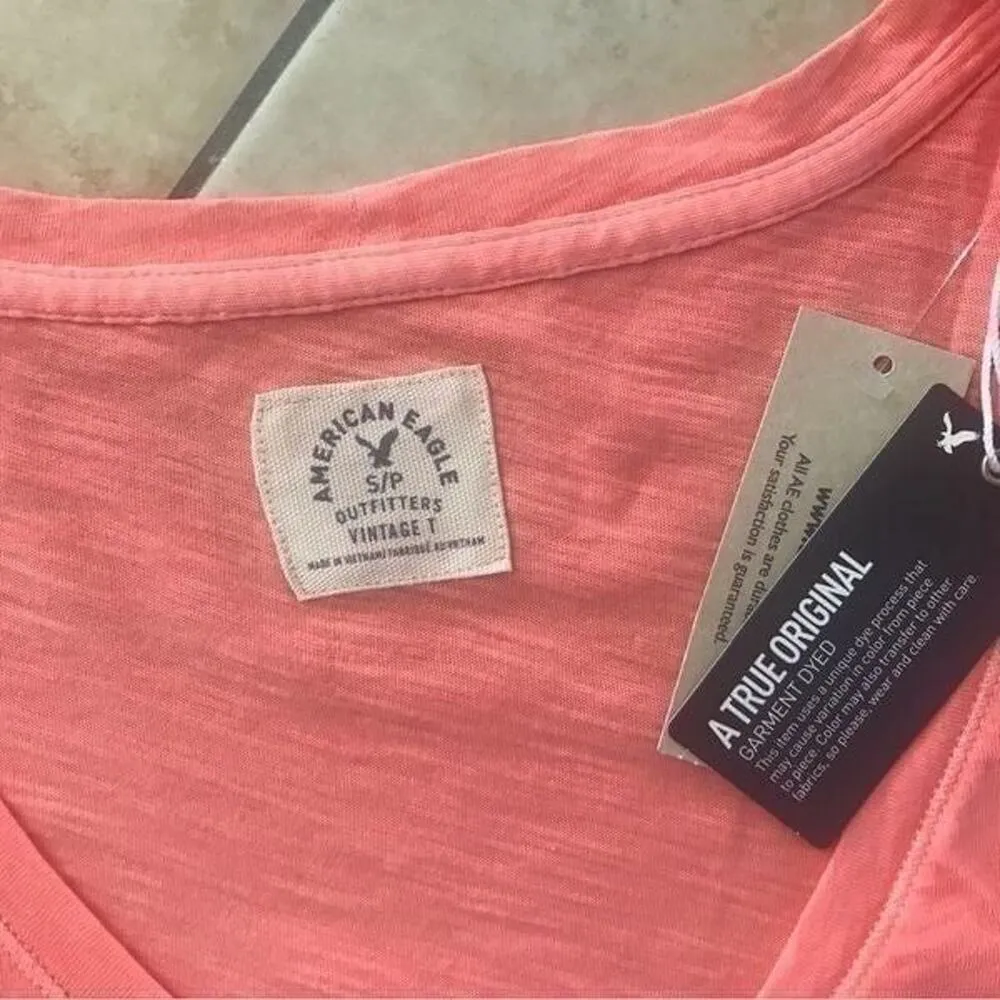 AMERICAN EAGLE
S/P
OUTFITTERS
VINTAGE T
MADE IN VIETNAM/FABRIQUÉ AU VIETNAM
www.
All AE clothes are dura
Your satisfaction is guaranteed.
A TRUE ORIGINAL
GARMENT DYED
This item uses a unique dye process that
may cause variation in color from piece
to piece. Color may also transfer to other
fabrics, so please, wear and clean with care.